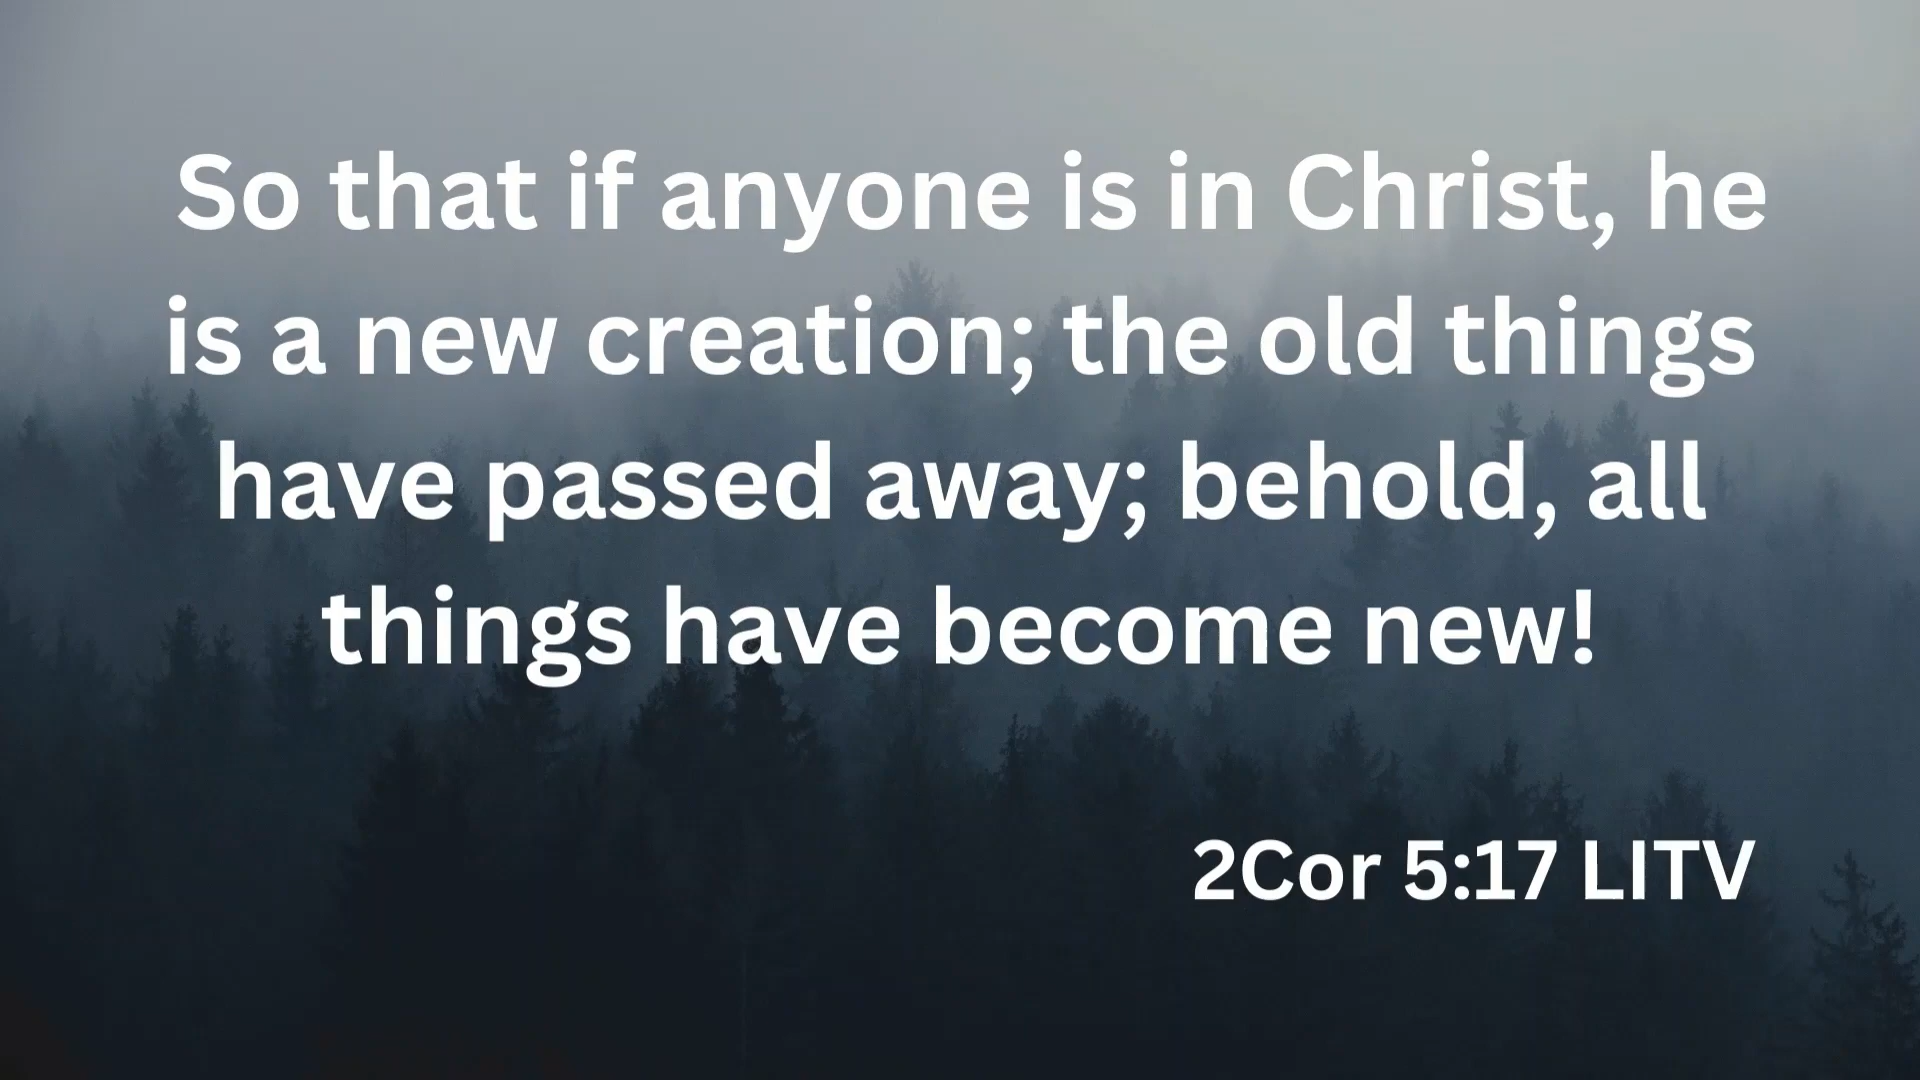 So that if anyone is in Christ, he
is a new creation; the old things
have passed away; behold, all
things have become new!
2Cor 5:17 LITV